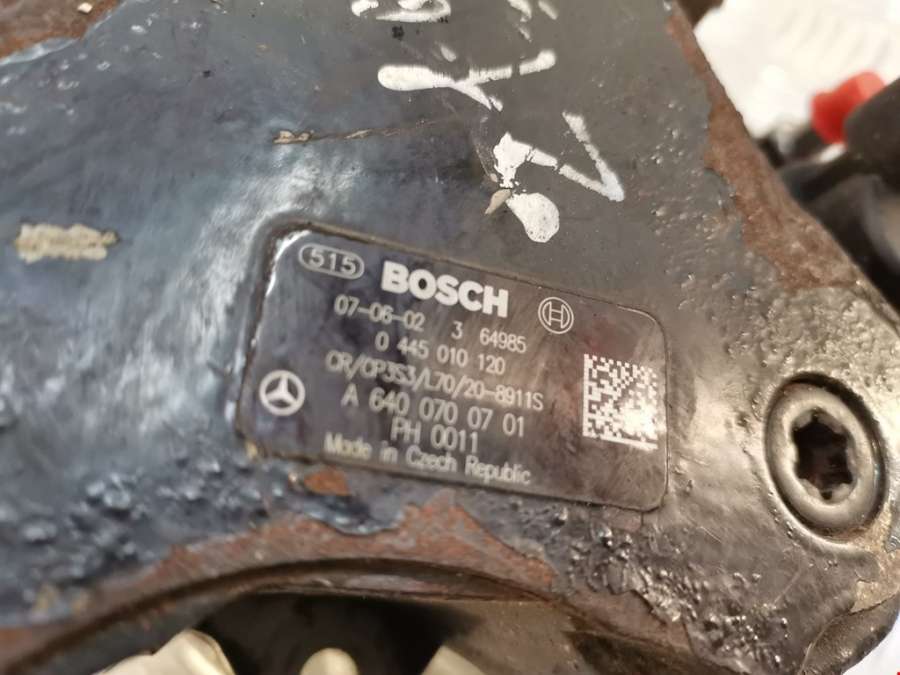 515 BOSCH
07-06-02 3 64985
0 445 010 120
CR/CP3S3/L70/20-8911S
A 640 070 07 01
PH 0011
Made in Czech Republic